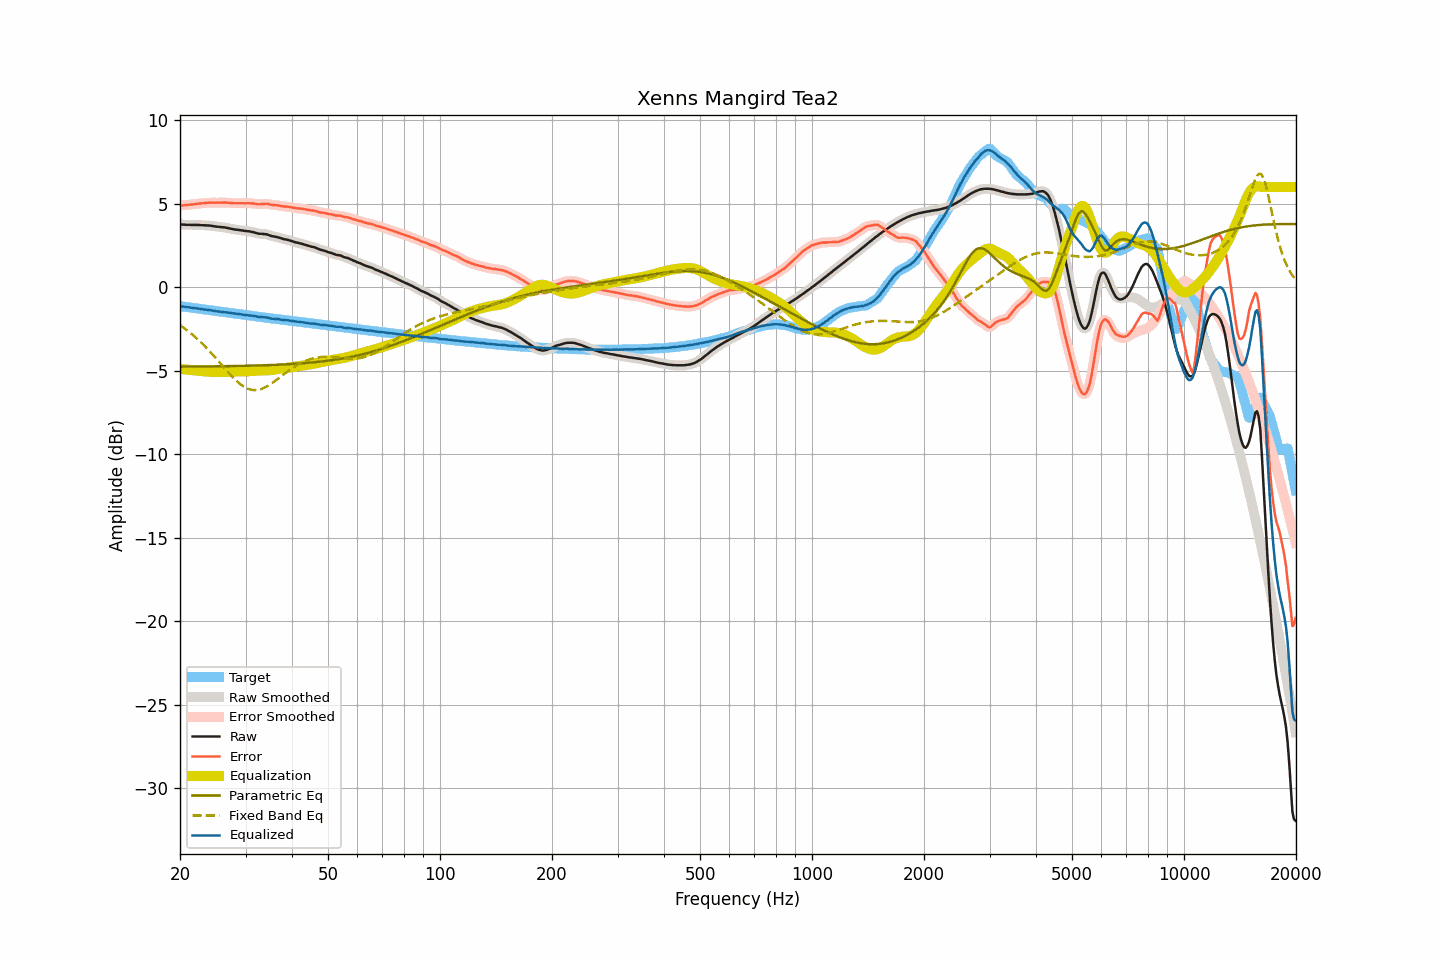 Xenns Mangird Tea2
10
5
0
−5
−10
−15
−20
−25
−30
Amplitude (dBr)
Target
Raw Smoothed
Error Smoothed
Raw
Error
Equalization
Parametric Eq
Fixed Band Eq
Equalized
20 50 100 200 500 1000 2000 5000 10000 20000
Frequency (Hz)